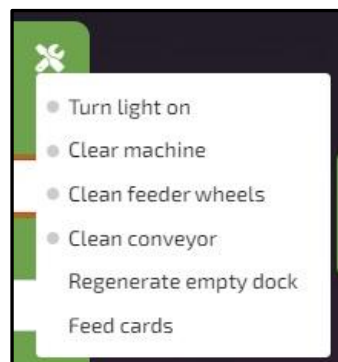 Turn light on
Clear machine
Clean feeder wheels
Clean conveyor
Regenerate empty dock
Feed cards